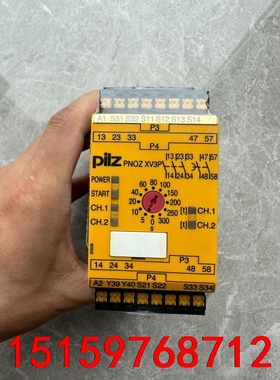 A1 S31 S32 S11 S12 S13 S14
P3
13 23 33 47 57
P4
pilz
PNOZ XV3P
13 23 33 47 57
14 24 34 48 58
POWER
START
CH.1
CH.2
0 20 40 60 80 100 150 200 250 300
s
[t] CH.1
[t] CH.2
P3
14 24 34 48 58
P4
A2 Y39 Y40 S21 S22 S33 S34
15159768712